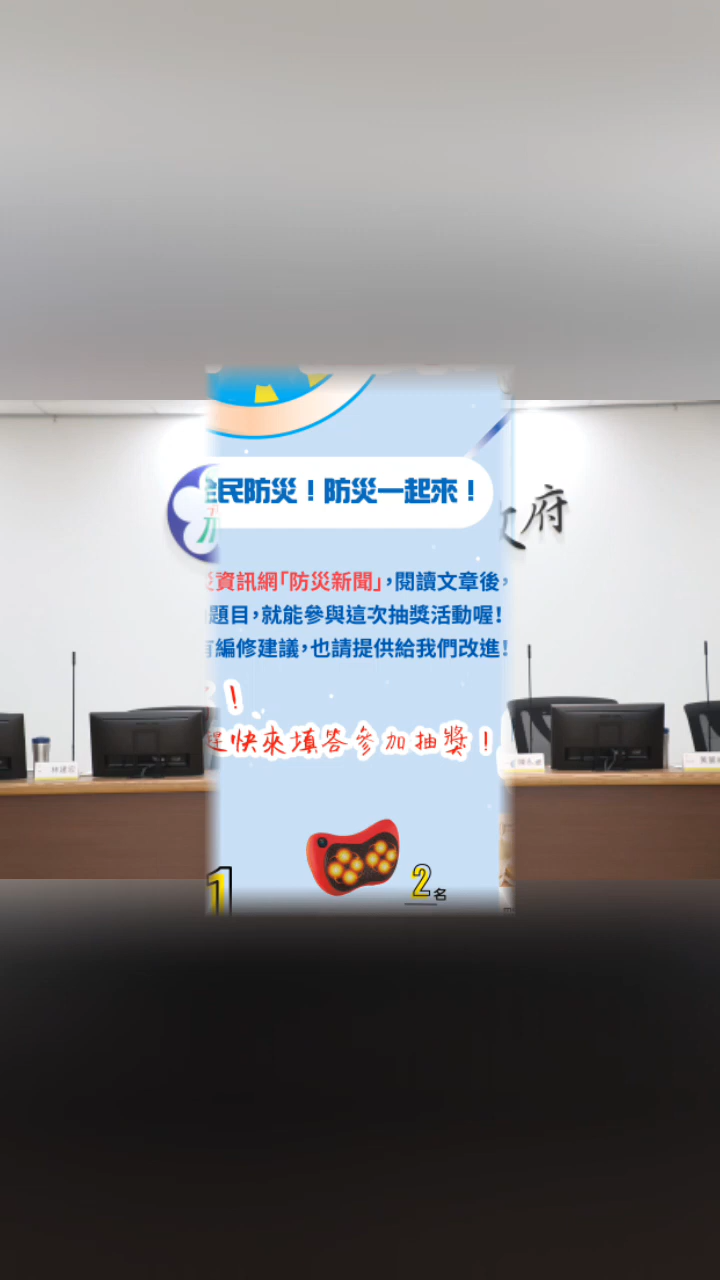 民防災！防災一起來！
資訊網「防災新聞」，閱讀文章後，
題目，就能參與這次抽獎活動喔！
府
編修建議，也請提供給我們改進！
！
趕快來填答參加抽獎！
1
2名